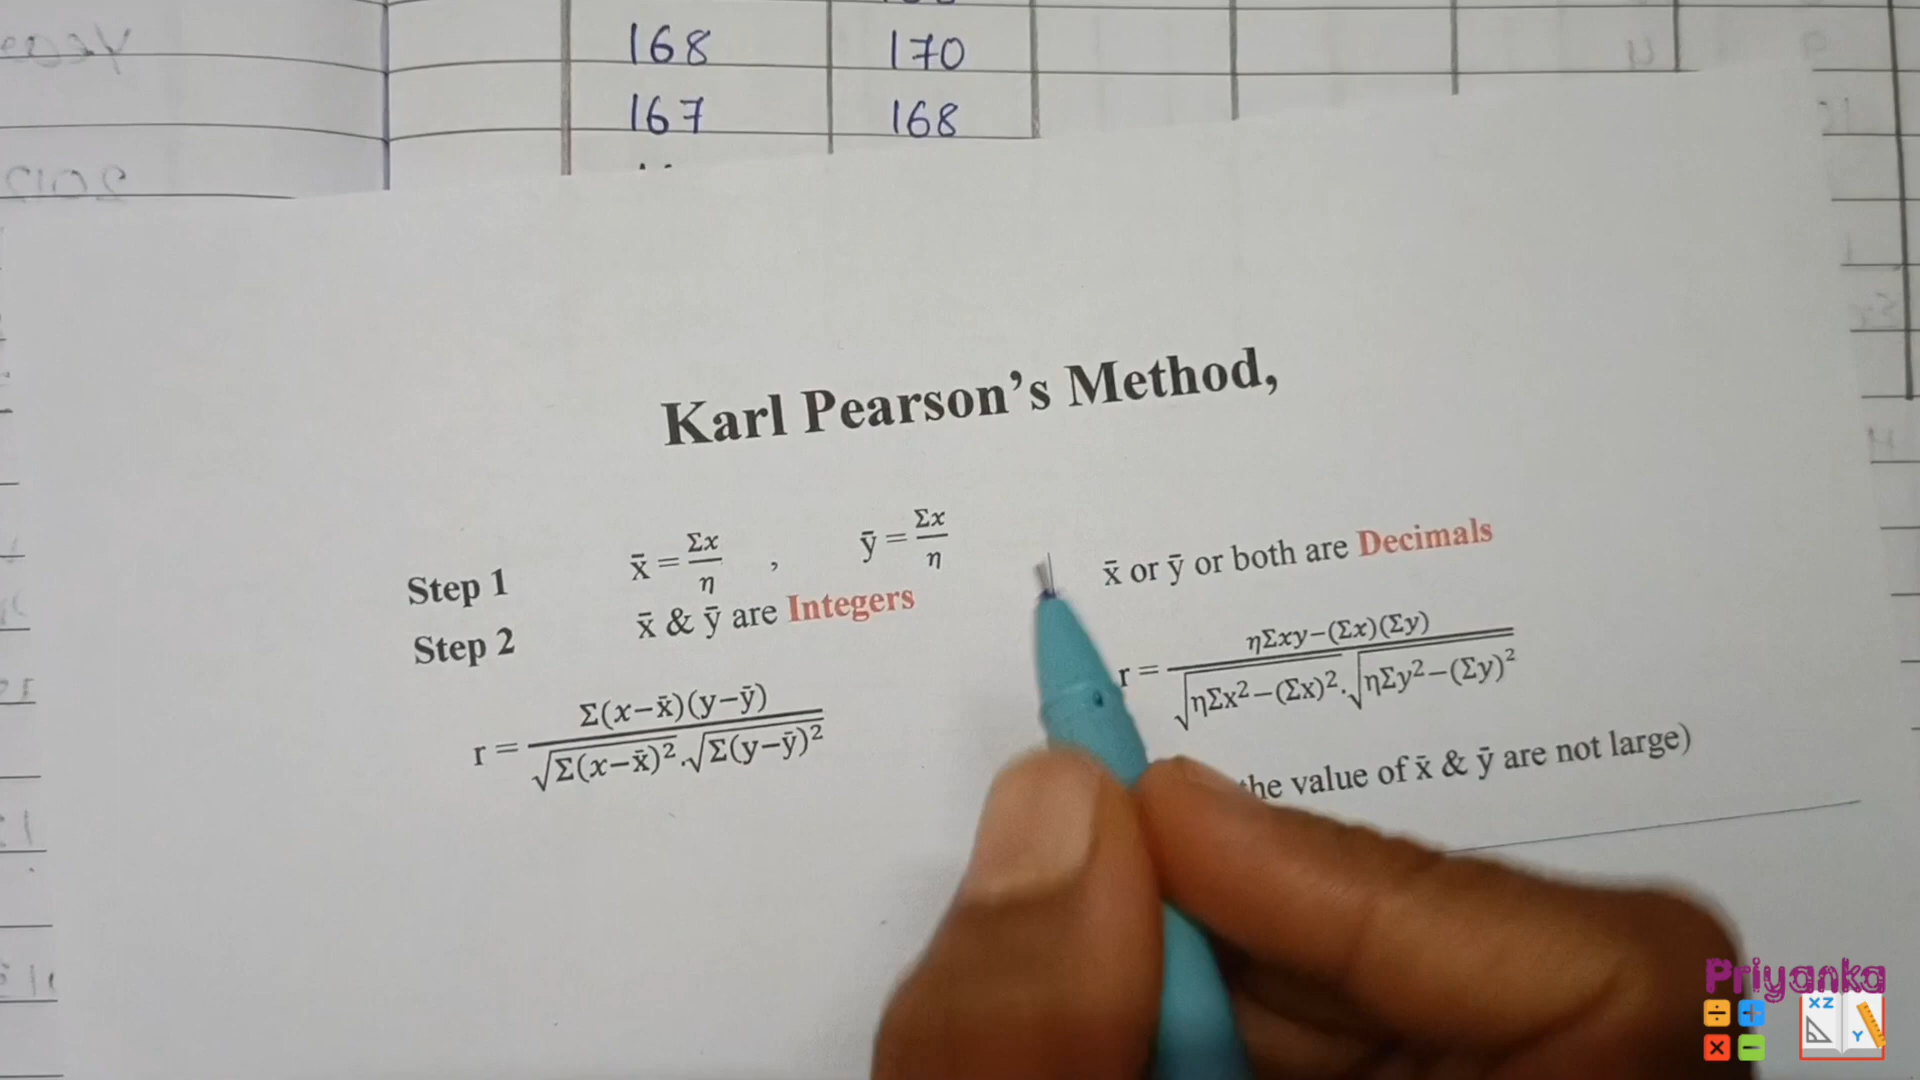 168 170
167 168
Karl Pearson's Method,
Step 1 x̄ = Σx/η , ȳ = Σx/η
Step 2 x̄ & ȳ are Integers
r = Σ(x−x̄)(y−ȳ) / √Σ(x−x̄)² . √Σ(y−ȳ)²
x̄ or ȳ or both are Decimals
r = ηΣxy−(Σx)(Σy) / √ηΣx²−(Σx)² . √ηΣy²−(Σy)²
the value of x̄ & ȳ are not large)
Priyanka
XZ
Y